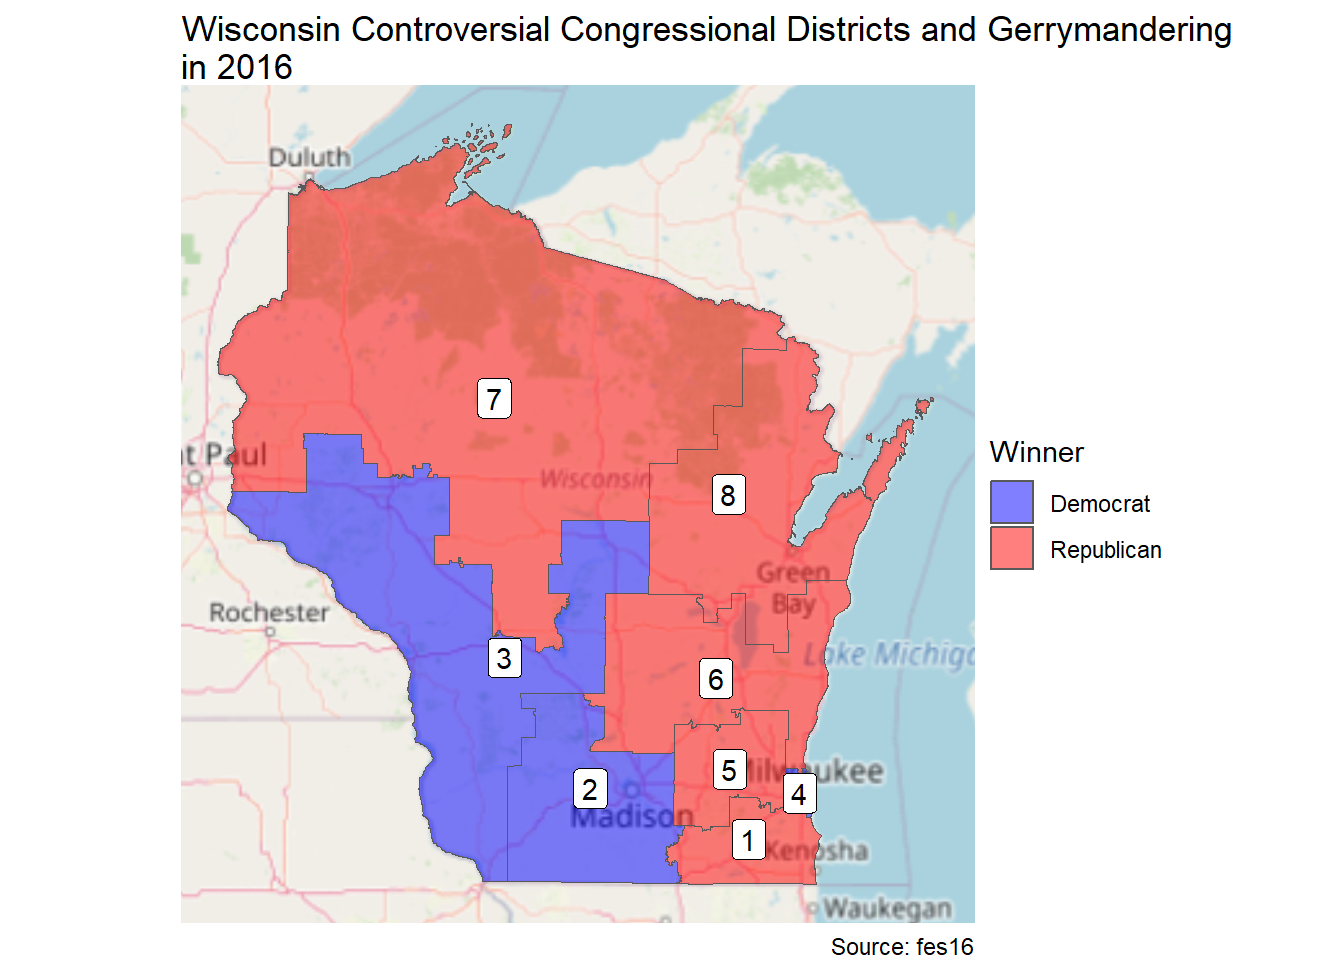 Wisconsin Controversial Congressional Districts and Gerrymandering
in 2016
Duluth
7
t Paul
Wisconsin
8
Winner
Democrat
Republican
Green
Bay
Rochester
3
6
Lake Michiga
5
Milwaukee
4
2
Madison
1
Kenosha
Waukegan
Source: fes16